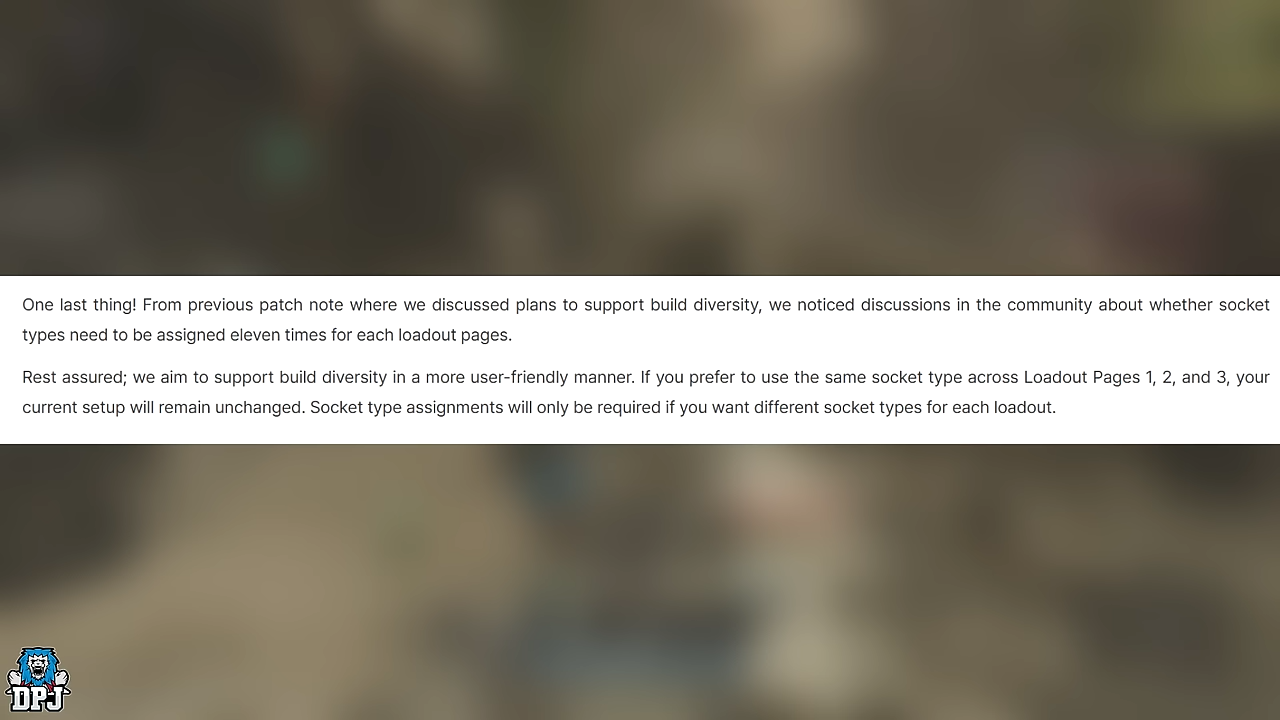 One last thing! From previous patch note where we discussed plans to support build diversity, we noticed discussions in the community about whether socket
types need to be assigned eleven times for each loadout pages.
Rest assured; we aim to support build diversity in a more user-friendly manner. If you prefer to use the same socket type across Loadout Pages 1, 2, and 3, your
current setup will remain unchanged. Socket type assignments will only be required if you want different socket types for each loadout.
DPJ